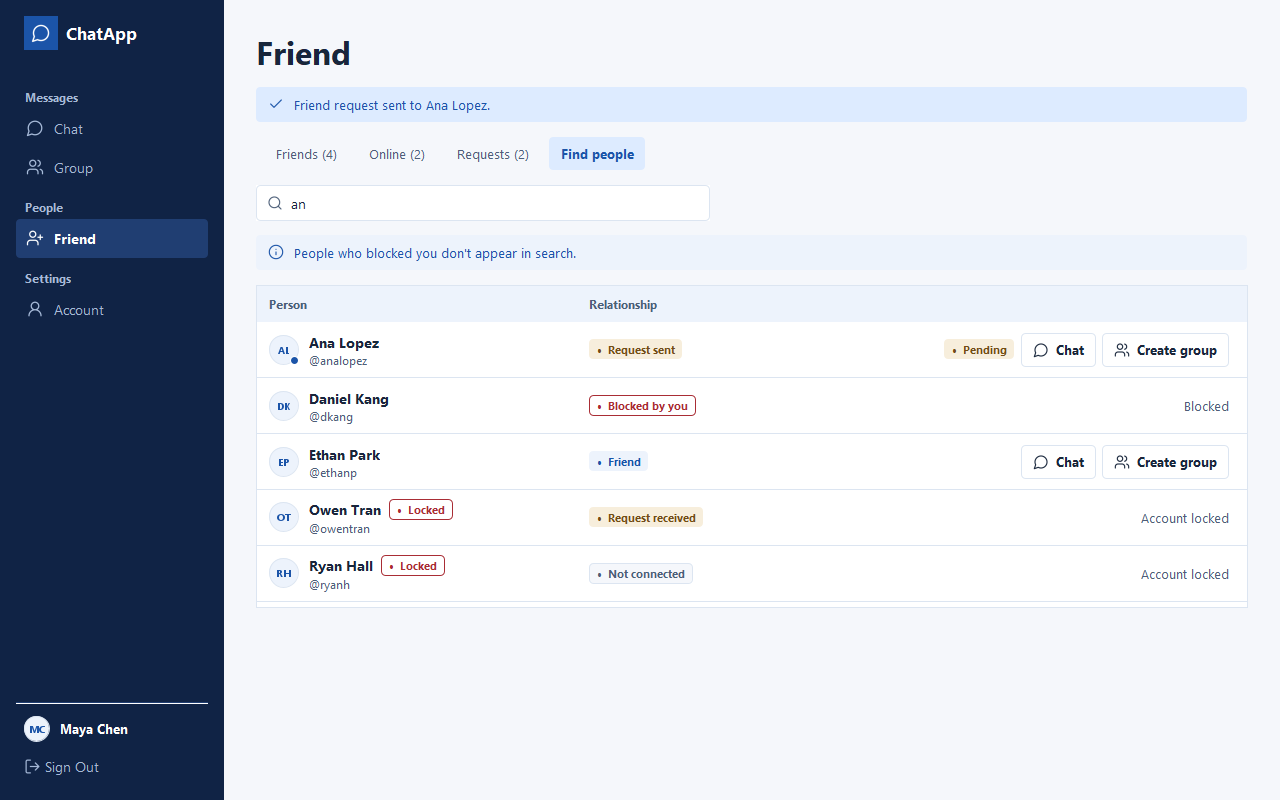 ChatApp
Messages
Chat
Group
People
Friend
Settings
Account
MC Maya Chen
Sign Out
Friend
Friend request sent to Ana Lopez.
Friends (4) Online (2) Requests (2) Find people
an
People who blocked you don't appear in search.
Person Relationship
AL Ana Lopez
@analopez
• Request sent • Pending Chat Create group
DK Daniel Kang
@dkang
• Blocked by you Blocked
EP Ethan Park
@ethanp
• Friend Chat Create group
OT Owen Tran • Locked
@owentran
• Request received Account locked
RH Ryan Hall • Locked
@ryanh
• Not connected Account locked